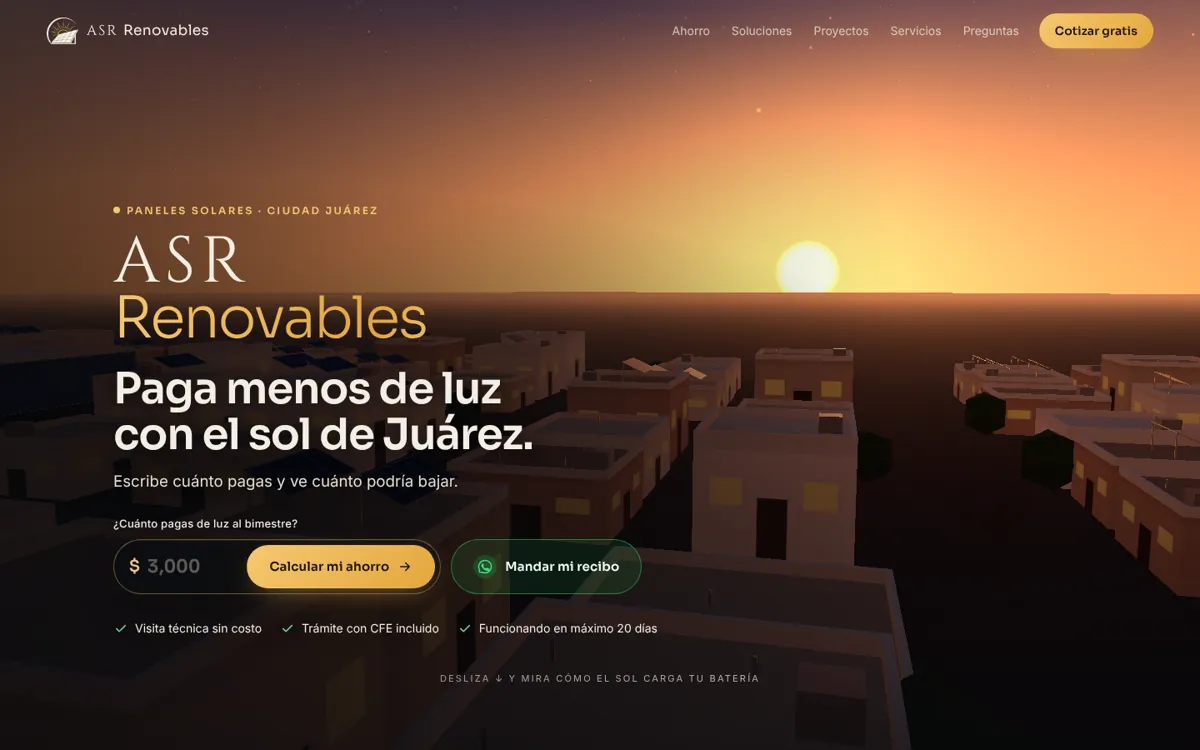 ASR Renovables
Ahorro
Soluciones
Proyectos
Servicios
Preguntas
Cotizar gratis
PANELES SOLARES · CIUDAD JUÁREZ
ASR
Renovables
Paga menos de luz
con el sol de Juárez.
Escribe cuánto pagas y ve cuánto podría bajar.
¿Cuánto pagas de luz al bimestre?
$ 3,000
Calcular mi ahorro →
Mandar mi recibo
✓ Visita técnica sin costo
✓ Trámite con CFE incluido
✓ Funcionando en máximo 20 días
DESLIZA ↓ Y MIRA CÓMO EL SOL CARGA TU BATERÍA